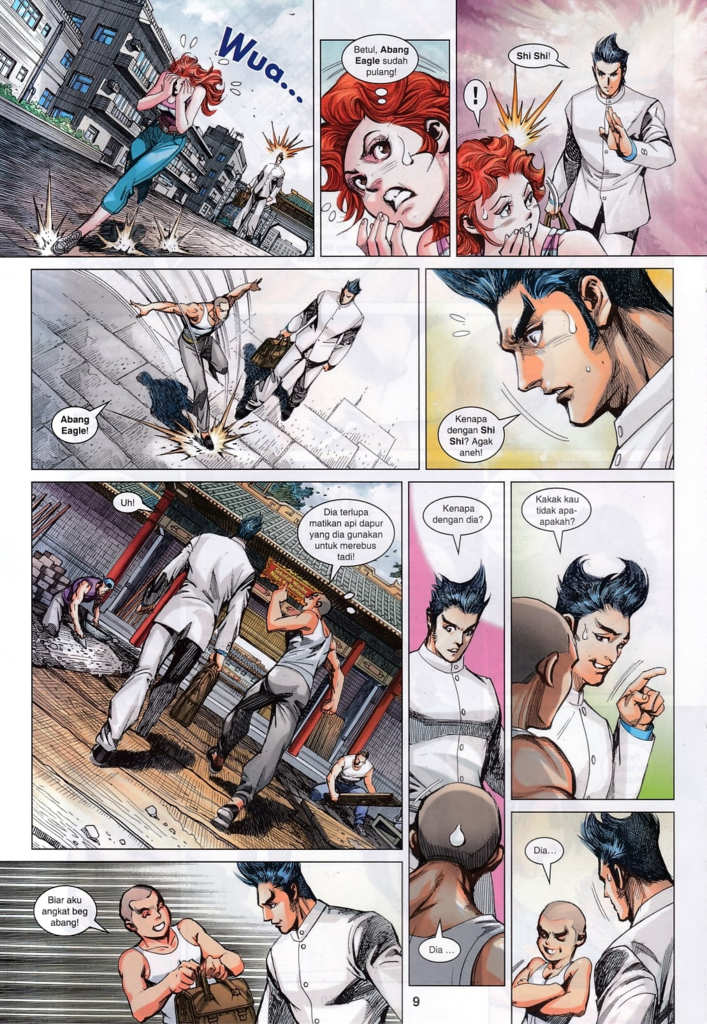 Wua...
Betul, Abang
Eagle sudah
pulang!
!
Shi Shi!
Abang
Eagle!
Kenapa
dengan Shi
Shi? Agak
aneh!
Uh!
Dia terlupa
matikan api dapur
yang dia gunakan
untuk merebus
tadi!
Kenapa
dengan dia?
Dia ...
Kakak kau
tidak apa-
apakah?
Biar aku
angkat beg
abang!
Dia...
9